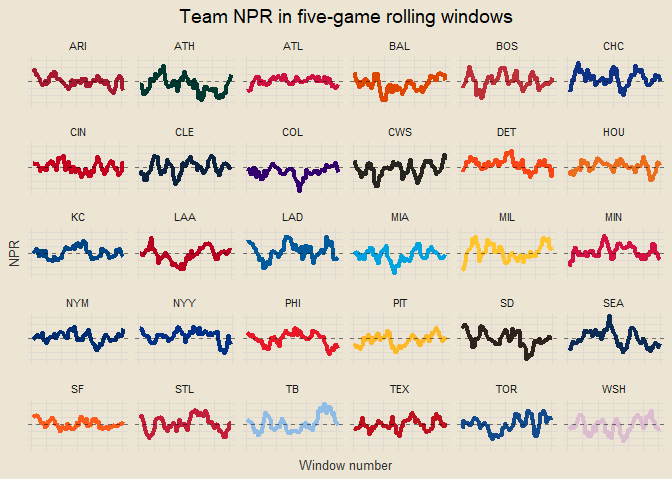 Team NPR in five-game rolling windows
ARI ATH ATL BAL BOS CHC
CIN CLE COL CWS DET HOU
KC LAA LAD MIA MIL MIN
NPR
NYM NYY PHI PIT SD SEA
SF STL TB TEX TOR WSH
Window number